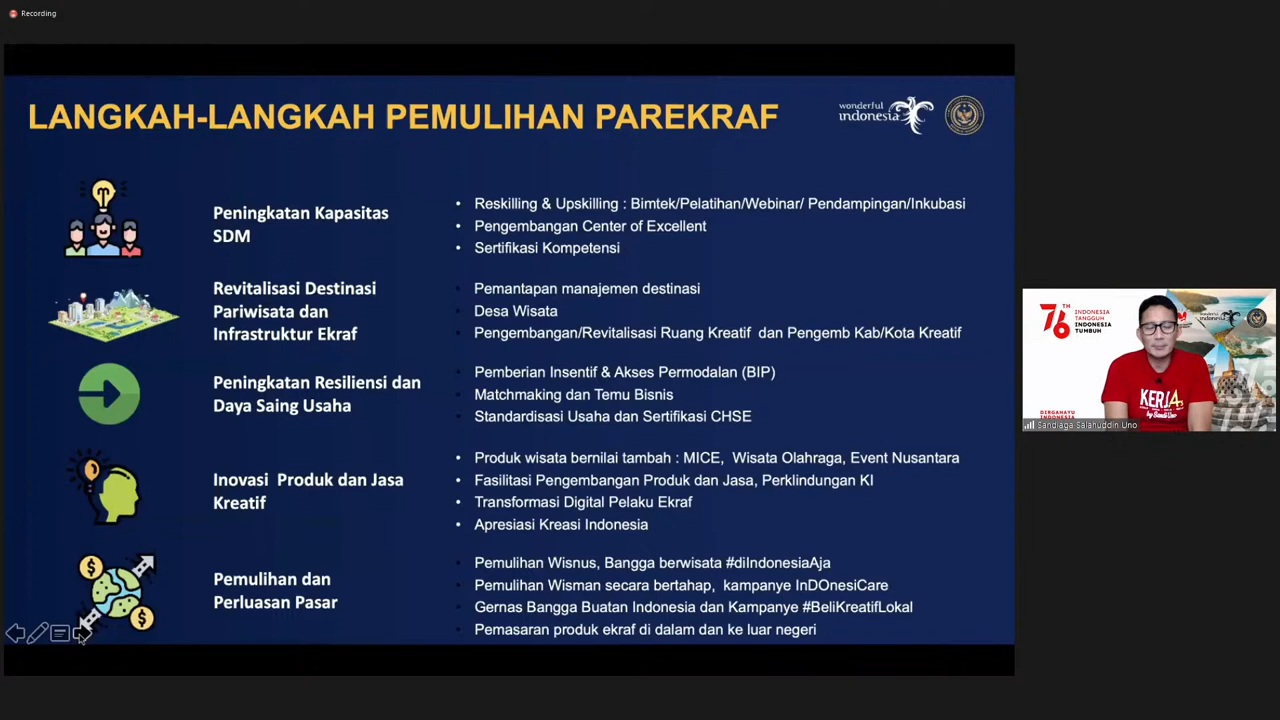 Recording
LANGKAH-LANGKAH PEMULIHAN PAREKRAF
wonderful
indonesia
Peningkatan Kapasitas
SDM
• Reskilling & Upskilling : Bimtek/Pelatihan/Webinar/ Pendampingan/Inkubasi
• Pengembangan Center of Excellent
• Sertifikasi Kompetensi
Revitalisasi Destinasi
Pariwisata dan
Infrastruktur Ekraf
• Pemantapan manajemen destinasi
• Desa Wisata
• Pengembangan/Revitalisasi Ruang Kreatif dan Pengemb Kab/Kota Kreatif
Peningkatan Resiliensi dan
Daya Saing Usaha
• Pemberian Insentif & Akses Permodalan (BIP)
• Matchmaking dan Temu Bisnis
• Standardisasi Usaha dan Sertifikasi CHSE
Inovasi Produk dan Jasa
Kreatif
• Produk wisata bernilai tambah : MICE, Wisata Olahraga, Event Nusantara
• Fasilitasi Pengembangan Produk dan Jasa, Perklindungan KI
• Transformasi Digital Pelaku Ekraf
• Apresiasi Kreasi Indonesia
Pemulihan dan
Perluasan Pasar
• Pemulihan Wisnus, Bangga berwisata #diIndonesiaAja
• Pemulihan Wisman secara bertahap, kampanye InDOnesiCare
• Gernas Bangga Buatan Indonesia dan Kampanye #BeliKreatifLokal
• Pemasaran produk ekraf di dalam dan ke luar negeri
76TH
INDONESIA
TANGGUH
INDONESIA
TUMBUH
KERJA
by Sandi Uno
DIRGAHAYU
INDONESIA
Sandiaga Salahuddin Uno